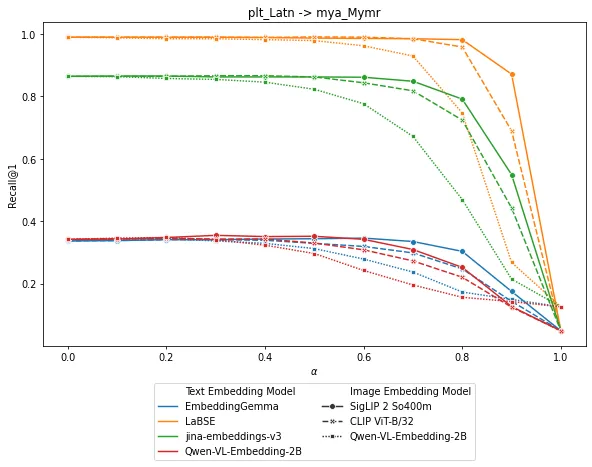 plt_Latn -> mya_Mymr
Recall@1
1.0
0.8
0.6
0.4
0.2
0.0 0.2 0.4 0.6 0.8 1.0
α
Text Embedding Model Image Embedding Model
EmbeddingGemma SigLIP 2 So400m
LaBSE CLIP ViT-B/32
jina-embeddings-v3 Qwen-VL-Embedding-2B
Qwen-VL-Embedding-2B